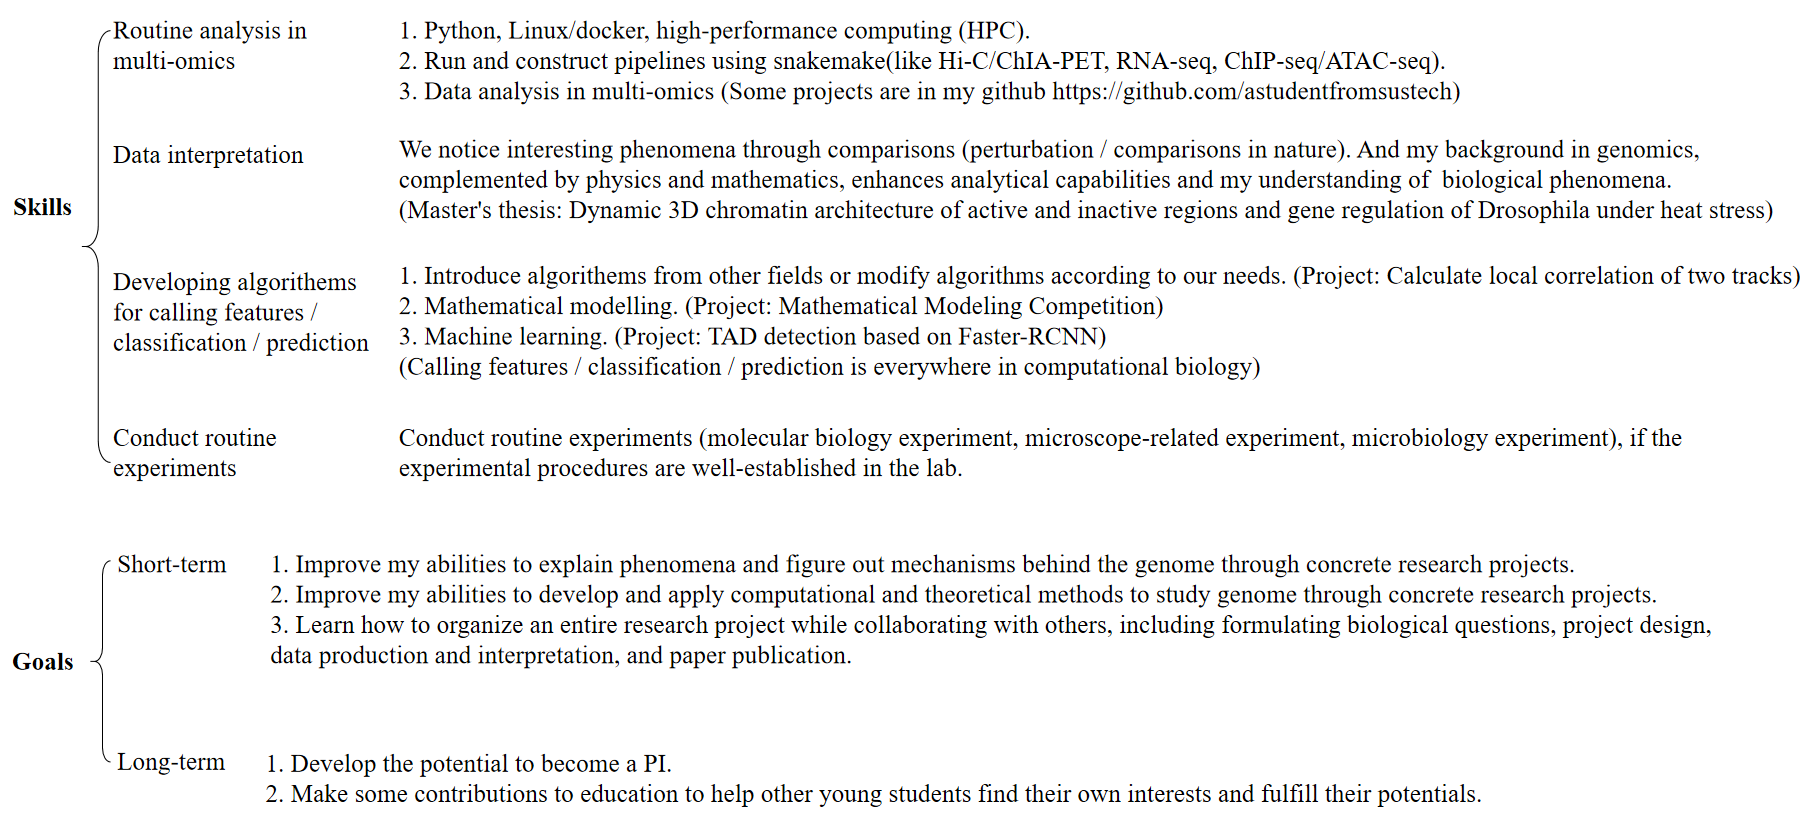 Skills
Routine analysis in
multi-omics
1. Python, Linux/docker, high-performance computing (HPC).
2. Run and construct pipelines using snakemake(like Hi-C/ChIA-PET, RNA-seq, ChIP-seq/ATAC-seq).
3. Data analysis in multi-omics (Some projects are in my github https://github.com/astudentfromsustech)
Data interpretation
We notice interesting phenomena through comparisons (perturbation / comparisons in nature). And my background in genomics,
complemented by physics and mathematics, enhances analytical capabilities and my understanding of  biological phenomena.
(Master's thesis: Dynamic 3D chromatin architecture of active and inactive regions and gene regulation of Drosophila under heat stress)
Developing algorithems
for calling features /
classification / prediction
1. Introduce algorithems from other fields or modify algorithms according to our needs. (Project: Calculate local correlation of two tracks)
2. Mathematical modelling. (Project: Mathematical Modeling Competition)
3. Machine learning. (Project: TAD detection based on Faster-RCNN)
(Calling features / classification / prediction is everywhere in computational biology)
Conduct routine
experiments
Conduct routine experiments (molecular biology experiment, microscope-related experiment, microbiology experiment), if the
experimental procedures are well-established in the lab.
Goals
Short-term
1. Improve my abilities to explain phenomena and figure out mechanisms behind the genome through concrete research projects.
2. Improve my abilities to develop and apply computational and theoretical methods to study genome through concrete research projects.
3. Learn how to organize an entire research project while collaborating with others, including formulating biological questions, project design,
data production and interpretation, and paper publication.
Long-term
1. Develop the potential to become a PI.
2. Make some contributions to education to help other young students find their own interests and fulfill their potentials.